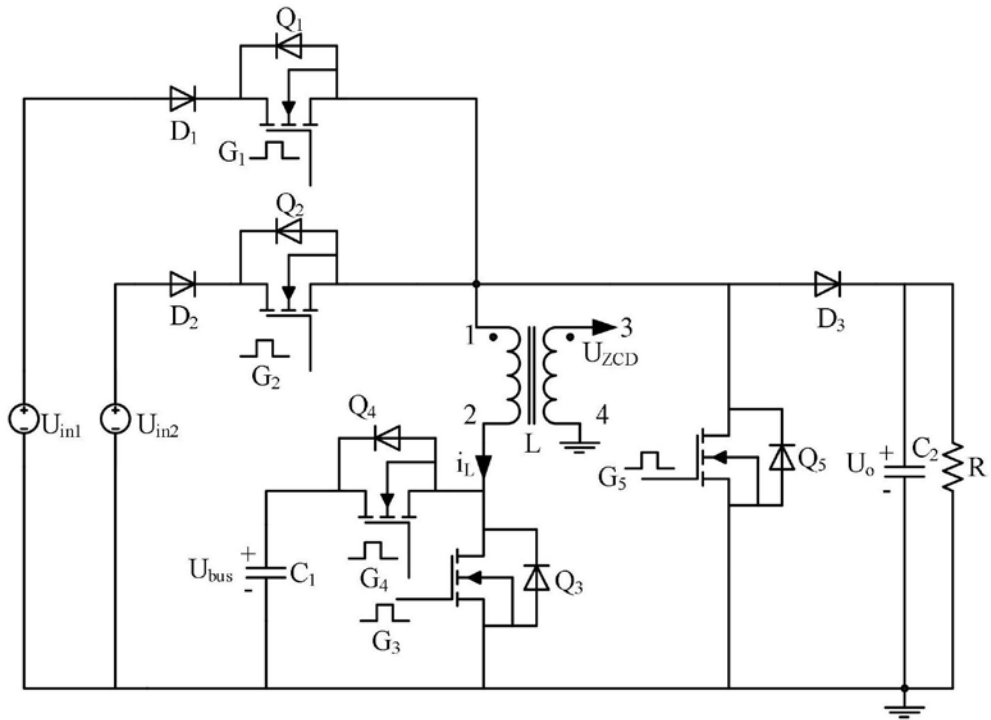 Q1
D1
G1
Q2
D2
G2
1
3
UZCD
D3
Uin1
Uin2
Q4
2
4
L
iL
Q5
G5
Uo
+
-
C2
R
Ubus
+
-
C1
G4
Q3
G3